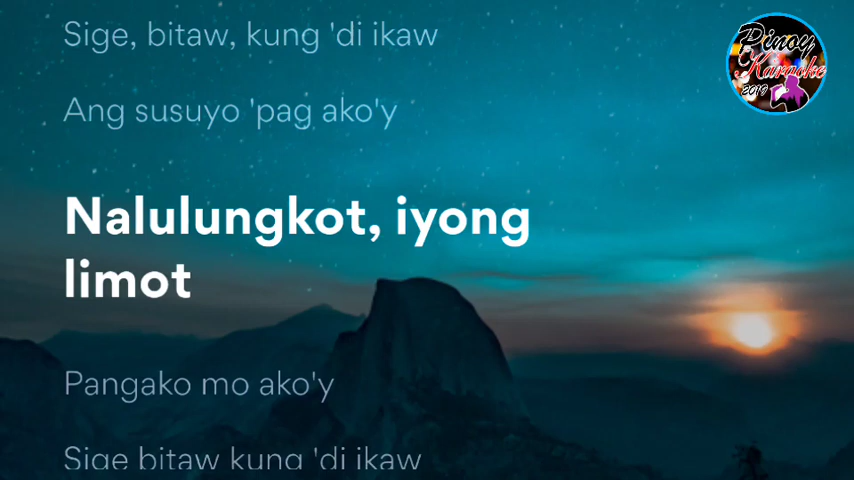 Sige, bitaw, kung 'di ikaw
Ang susuyo 'pag ako'y
Nalulungkot, iyong
limot
Pangako mo ako'y
Sige bitaw kung 'di ikaw
Pinoy
Karaoke
2019